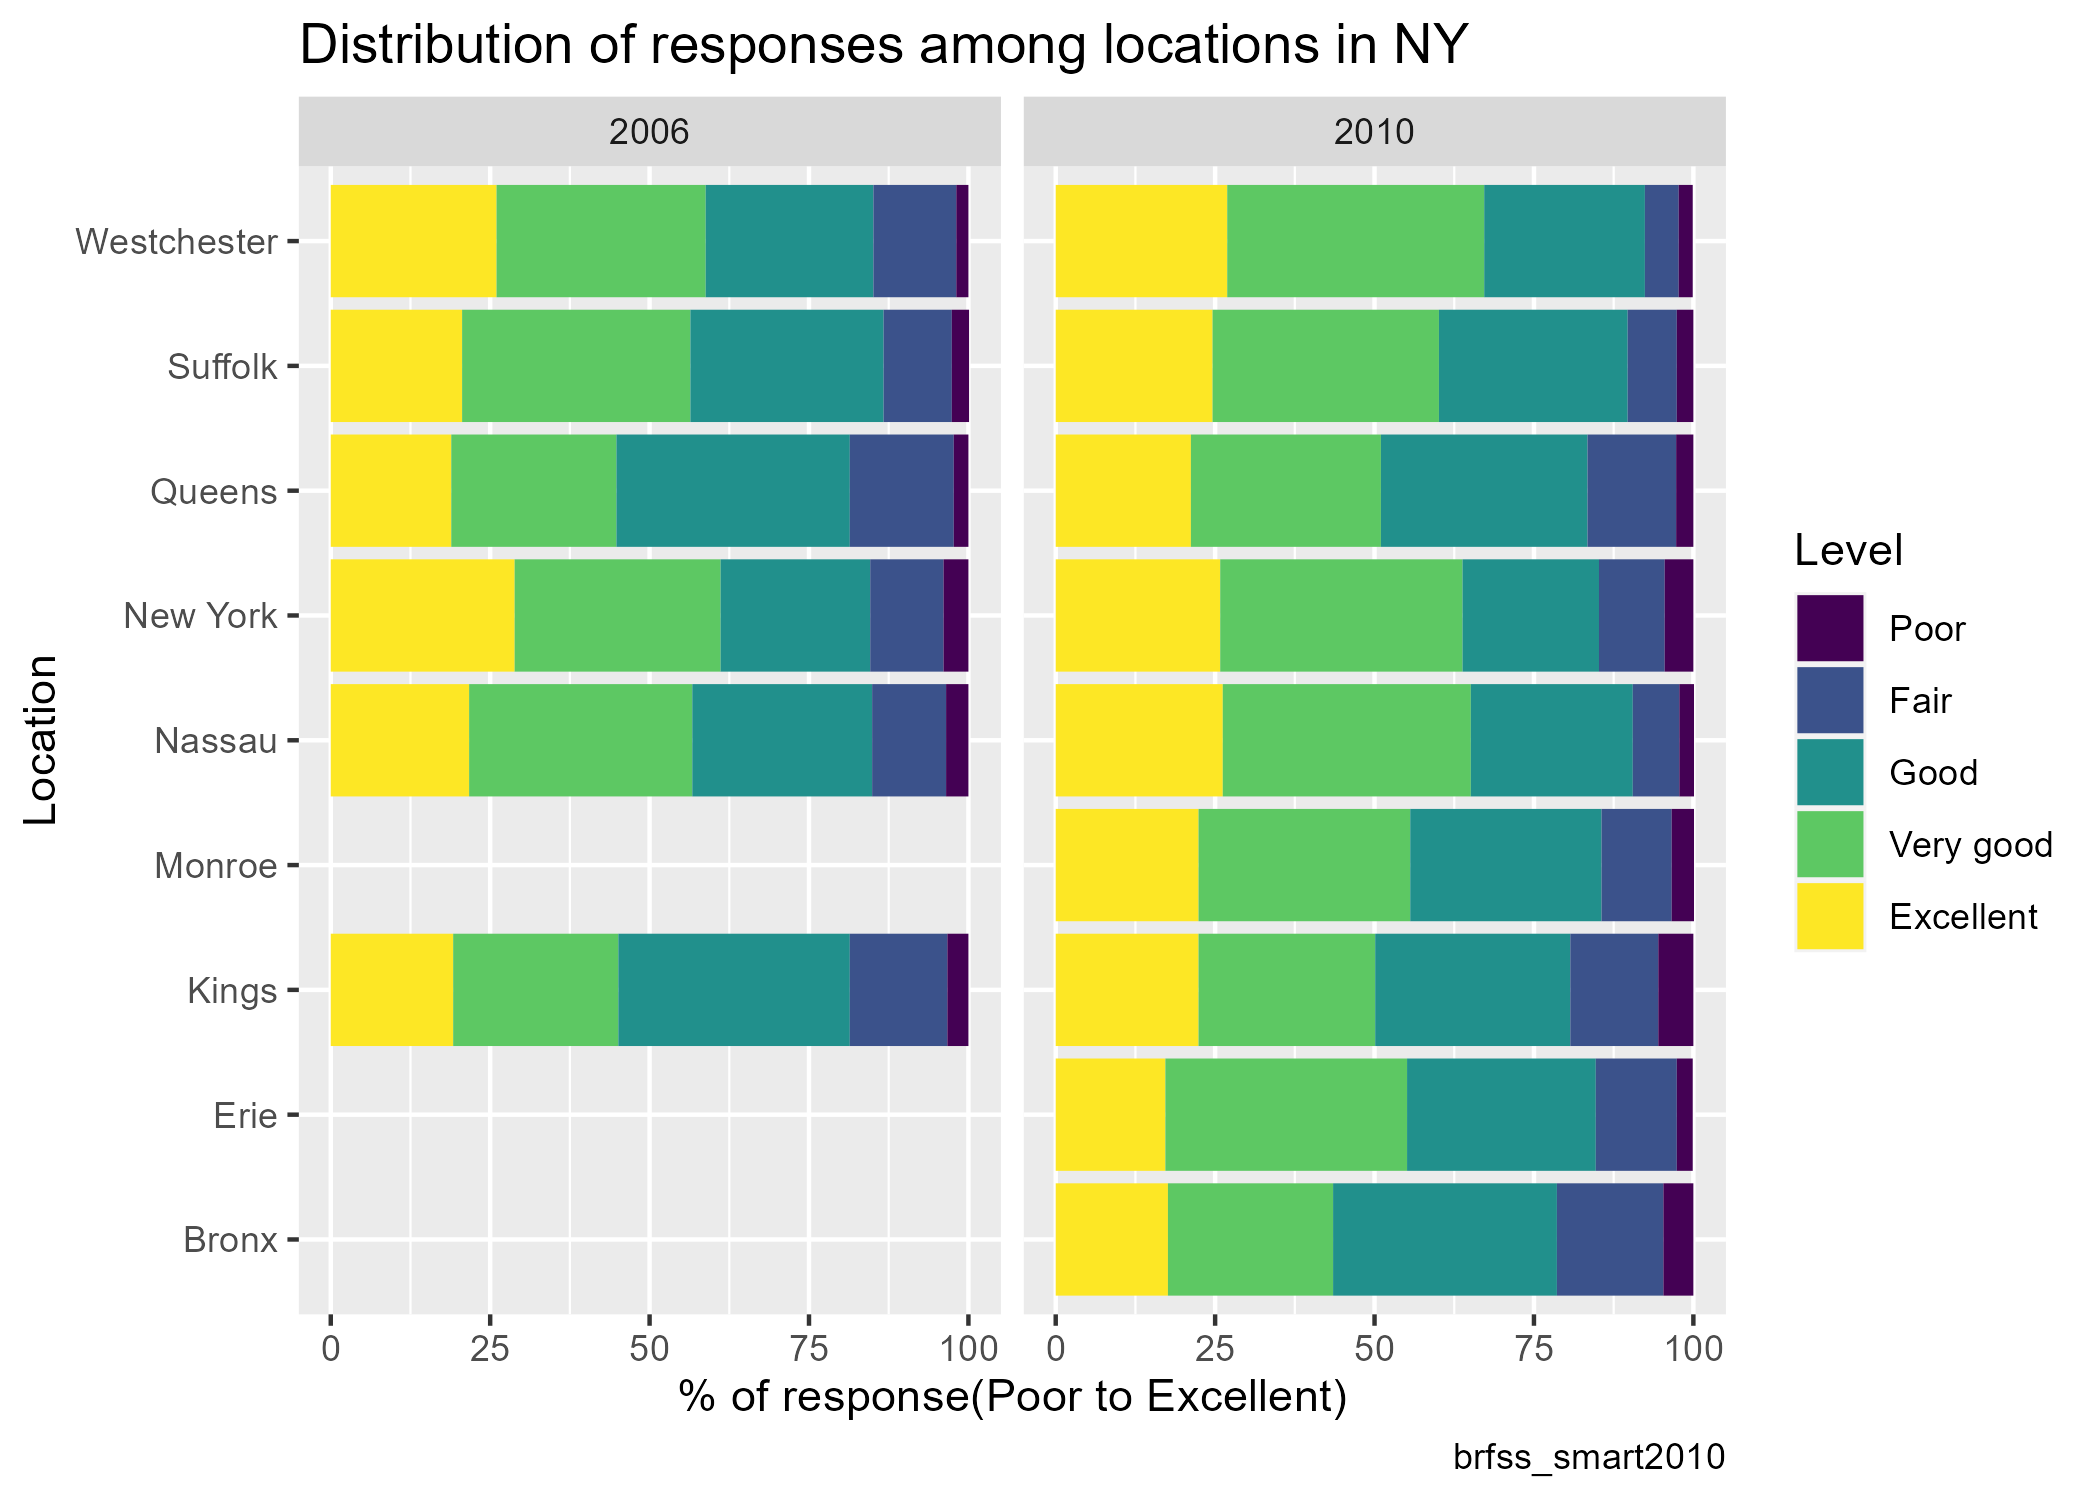 Distribution of responses among locations in NY
2006
2010
Westchester
Suffolk
Queens
New York
Nassau
Monroe
Kings
Erie
Bronx
Location
0 25 50 75 100
0 25 50 75 100
% of response(Poor to Excellent)
Level
Poor
Fair
Good
Very good
Excellent
brfss_smart2010